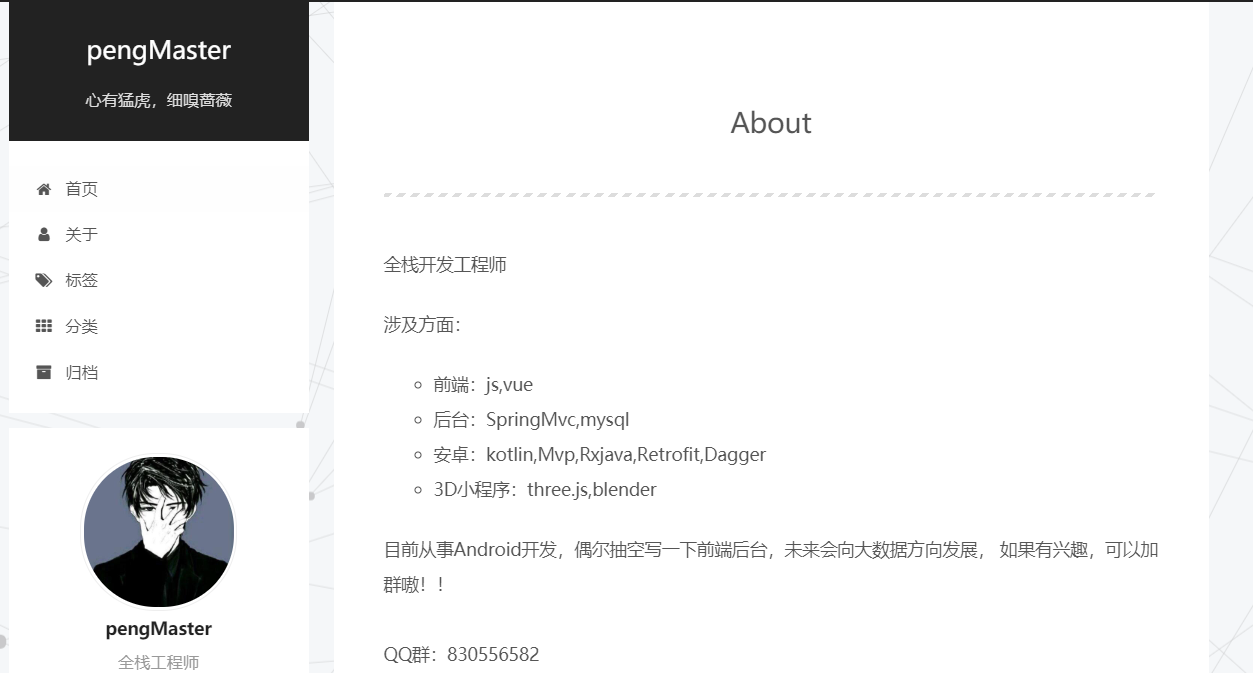 pengMaster
心有猛虎，细嗅蔷薇
首页
关于
标签
分类
归档
pengMaster
全栈工程师
About
全栈开发工程师
涉及方面：
前端：js,vue
后台：SpringMvc,mysql
安卓：kotlin,Mvp,Rxjava,Retrofit,Dagger
3D小程序：three.js,blender
目前从事Android开发，偶尔抽空写一下前端后台，未来会向大数据方向发展， 如果有兴趣，可以加
群嗷！！
QQ群：830556582